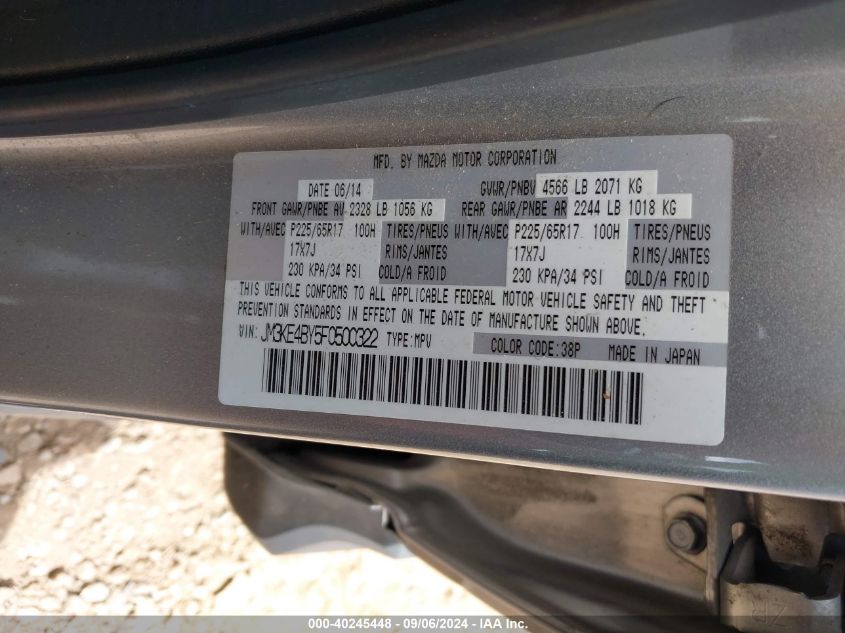 MFD. BY MAZDA MOTOR CORPORATION
DATE 06/14 GVWR/PNBV 4566 LB 2071 KG
FRONT GAWR/PNBE AV 2328 LB 1056 KG REAR GAWR/PNBE AR 2244 LB 1018 KG
WITH/AVEC P225/65R17 100H TIRES/PNEUS WITH/AVEC P225/65R17 100H TIRES/PNEUS
17X7J RIMS/JANTES 17X7J RIMS/JANTES
230 KPA/34 PSI COLD/A FROID 230 KPA/34 PSI COLD/A FROID
THIS VEHICLE CONFORMS TO ALL APPLICABLE FEDERAL MOTOR VEHICLE SAFETY AND THEFT
PREVENTION STANDARDS IN EFFECT ON THE DATE OF MANUFACTURE SHOWN ABOVE.
VIN: JM3KE4BY5F0500322 TYPE:MPV COLOR CODE:38P MADE IN JAPAN
ZR
000-40245448 - 09/06/2024 - IAA Inc.